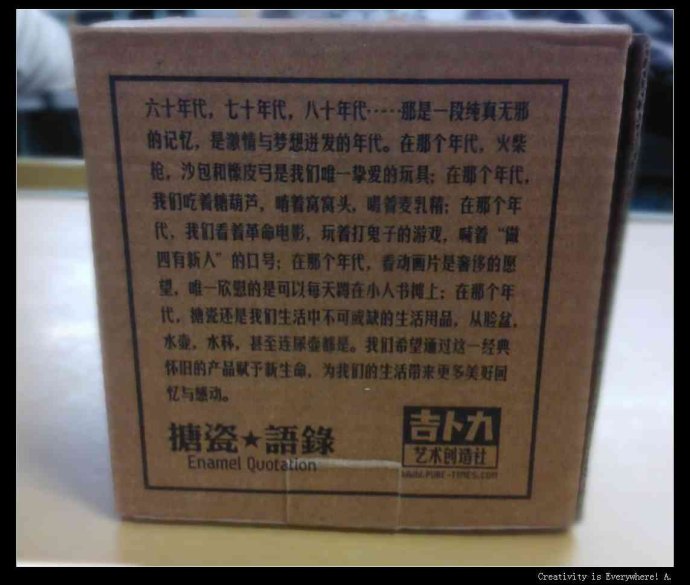 六十年代，七十年代，八十年代……那是一段纯真无邪
的记忆，是激情与梦想迸发的年代。在那个年代，火柴
枪，沙包和橡皮弓是我们唯一挚爱的玩具；在那个年代，
我们吃着糖葫芦，啃着窝窝头，喝着麦乳精；在那个年
代，我们看着革命电影，玩着打鬼子的游戏，喊着“做
四有新人”的口号；在那个年代，看动画片是奢侈的愿
望，唯一欣慰的是可以每天蹲在小人书摊上；在那个年
代，搪瓷还是我们生活中不可或缺的生活用品，从脸盆，
水壶，水杯，甚至连尿壶都是。我们希望通过这一经典
怀旧的产品赋予新生命，为我们的生活带来更多美好回
忆与感动。
搪瓷★語錄
Enamel Quotation
吉卜力
艺术创造社
WWW.PURE-TIMES.COM
Creativity is Everywhere! A.